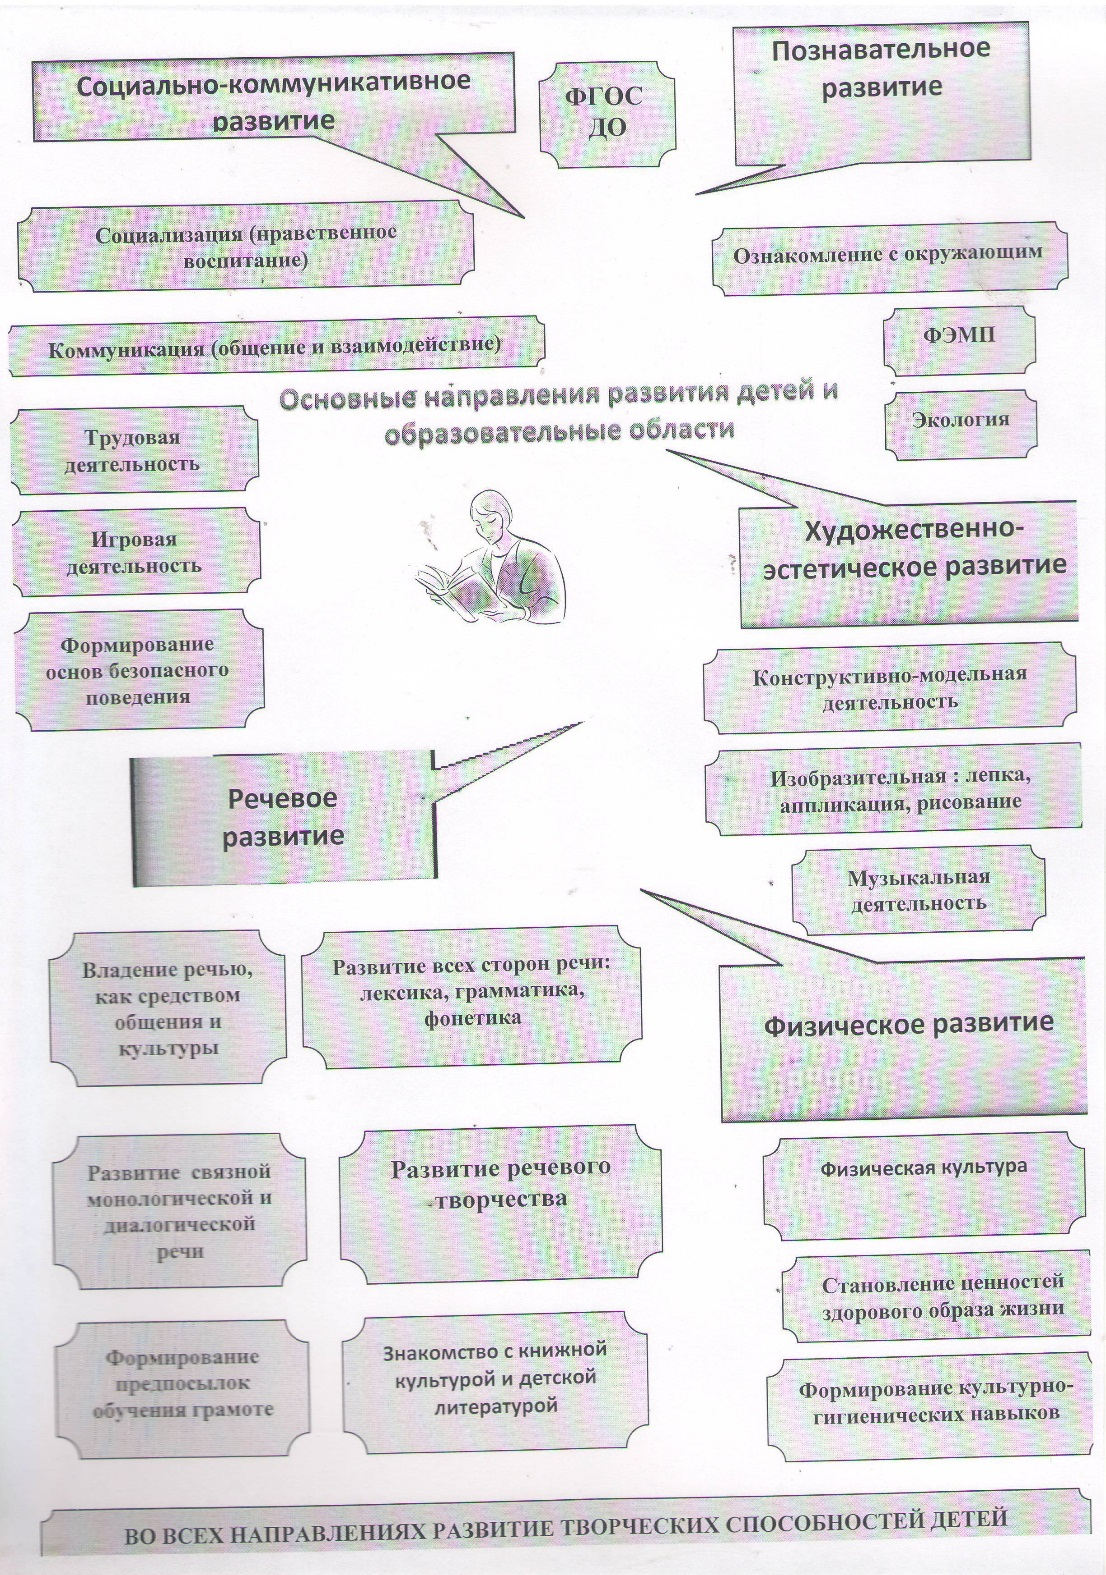 Социально-коммуникативное
развитие
ФГОС
ДО
Познавательное
развитие
Социализация (нравственное
воспитание)
Коммуникация (общение и взаимодействие)
Трудовая
деятельность
Игровая
деятельность
Формирование
основ безопасного
поведения
Ознакомление с окружающим
ФЭМП
Экология
Основные направления развития детей и
образовательные области
Художественно-
эстетическое развитие
Конструктивно-модельная
деятельность
Изобразительная : лепка,
аппликация, рисование
Музыкальная
деятельность
Речевое
развитие
Владение речью,
как средством
общения и
культуры
Развитие всех сторон речи:
лексика, грамматика,
фонетика
Развитие связной
монологической и
диалогической
речи
Развитие речевого
творчества
Формирование
предпосылок
обучения грамоте
Знакомство с книжной
культурой и детской
литературой
Физическое развитие
Физическая культура
Становление ценностей
здорового образа жизни
Формирование культурно-
гигиенических навыков
ВО ВСЕХ НАПРАВЛЕНИЯХ РАЗВИТИЕ ТВОРЧЕСКИХ СПОСОБНОСТЕЙ ДЕТЕЙ